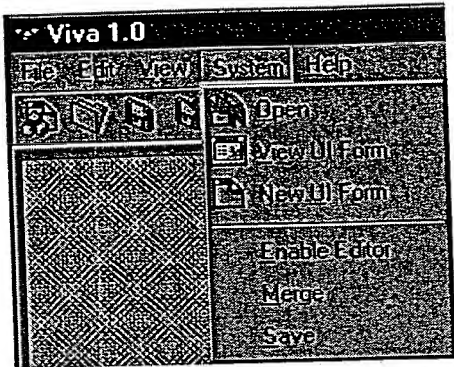 Viva 1.0
File Edit View System Help
Open
View UI Form
New UI Form
Enable Editor
Merge
Save